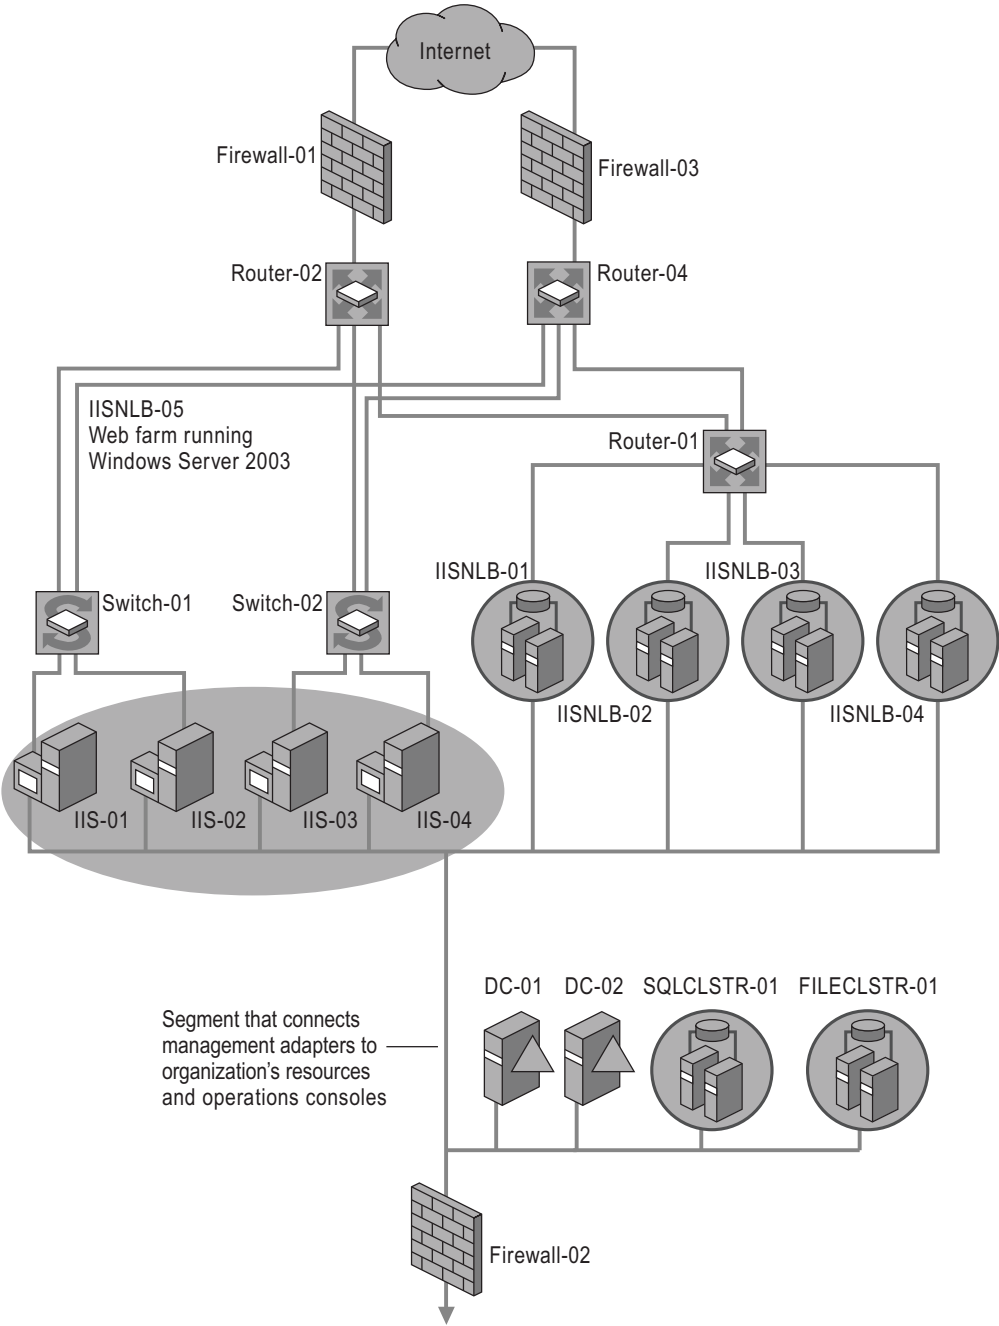 Internet
Firewall-01
Firewall-03
Router-02
Router-04
IISNLB-05
Web farm running
Windows Server 2003
Router-01
IISNLB-01
IISNLB-03
Switch-01
Switch-02
IISNLB-02
IISNLB-04
IIS-01
IIS-02
IIS-03
IIS-04
DC-01
DC-02
SQLCLSTR-01
FILECLSTR-01
Segment that connects
management adapters to
organization's resources
and operations consoles
Firewall-02